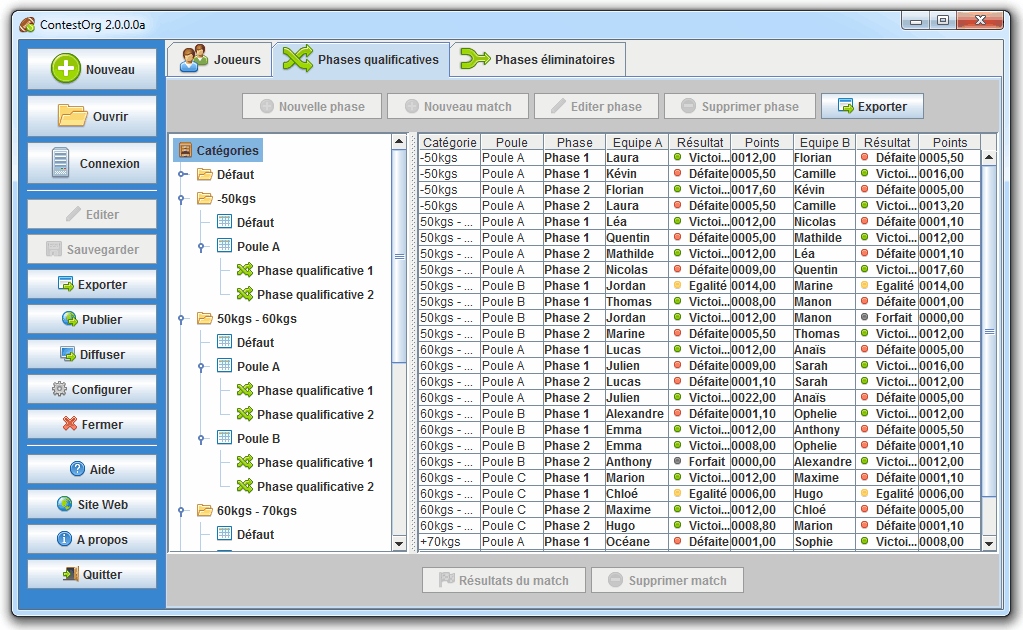 ContestOrg 2.0.0.0a
Nouveau
Ouvrir
Connexion
Editer
Sauvegarder
Exporter
Publier
Diffuser
Configurer
Fermer
Aide
Site Web
A propos
Quitter
Joueurs Phases qualificatives Phases éliminatoires
Nouvelle phase Nouveau match Editer phase Supprimer phase Exporter
Catégories
Défaut
-50kgs
Défaut
Poule A
Phase qualificative 1
Phase qualificative 2
50kgs - 60kgs
Défaut
Poule A
Phase qualificative 1
Phase qualificative 2
Poule B
Phase qualificative 1
Phase qualificative 2
60kgs - 70kgs
Défaut
Catégorie Poule Phase Equipe A Résultat Points Equipe B Résultat Points
-50kgs Poule A Phase 1 Laura Victoi... 0012,00 Florian Défaite 0005,50
-50kgs Poule A Phase 1 Kévin Défaite 0005,50 Camille Victoi... 0016,00
-50kgs Poule A Phase 2 Florian Victoi... 0017,60 Kévin Défaite 0005,00
-50kgs Poule A Phase 2 Laura Défaite 0005,50 Camille Victoi... 0013,20
50kgs - ... Poule A Phase 1 Léa Victoi... 0012,00 Nicolas Défaite 0001,10
50kgs - ... Poule A Phase 1 Quentin Défaite 0005,00 Mathilde Victoi... 0012,00
50kgs - ... Poule A Phase 2 Mathilde Victoi... 0012,00 Léa Défaite 0001,10
50kgs - ... Poule A Phase 2 Nicolas Défaite 0009,00 Quentin Victoi... 0017,60
50kgs - ... Poule B Phase 1 Jordan Egalité 0014,00 Marine Egalité 0014,00
50kgs - ... Poule B Phase 1 Thomas Victoi... 0008,00 Manon Défaite 0001,00
50kgs - ... Poule B Phase 2 Jordan Victoi... 0012,00 Manon Forfait 0000,00
50kgs - ... Poule B Phase 2 Marine Défaite 0005,50 Thomas Victoi... 0012,00
60kgs - ... Poule A Phase 1 Lucas Victoi... 0012,00 Anaïs Défaite 0005,00
60kgs - ... Poule A Phase 1 Julien Défaite 0009,00 Sarah Victoi... 0016,00
60kgs - ... Poule A Phase 2 Lucas Défaite 0001,10 Sarah Victoi... 0012,00
60kgs - ... Poule A Phase 2 Julien Victoi... 0022,00 Anaïs Défaite 0005,00
60kgs - ... Poule B Phase 1 Alexandre Défaite 0001,10 Ophelie Victoi... 0012,00
60kgs - ... Poule B Phase 1 Emma Victoi... 0012,00 Anthony Défaite 0005,50
60kgs - ... Poule B Phase 2 Emma Victoi... 0008,00 Ophelie Défaite 0001,10
60kgs - ... Poule B Phase 2 Anthony Forfait 0000,00 Alexandre Victoi... 0012,00
60kgs - ... Poule C Phase 1 Marion Victoi... 0012,00 Maxime Défaite 0001,10
60kgs - ... Poule C Phase 1 Chloé Egalité 0006,00 Hugo Egalité 0006,00
60kgs - ... Poule C Phase 2 Maxime Victoi... 0012,00 Chloé Défaite 0005,00
60kgs - ... Poule C Phase 2 Hugo Victoi... 0008,80 Marion Défaite 0001,10
+70kgs Poule A Phase 1 Océane Défaite 0001,00 Sophie Victoi... 0008,00
Résultats du match Supprimer match